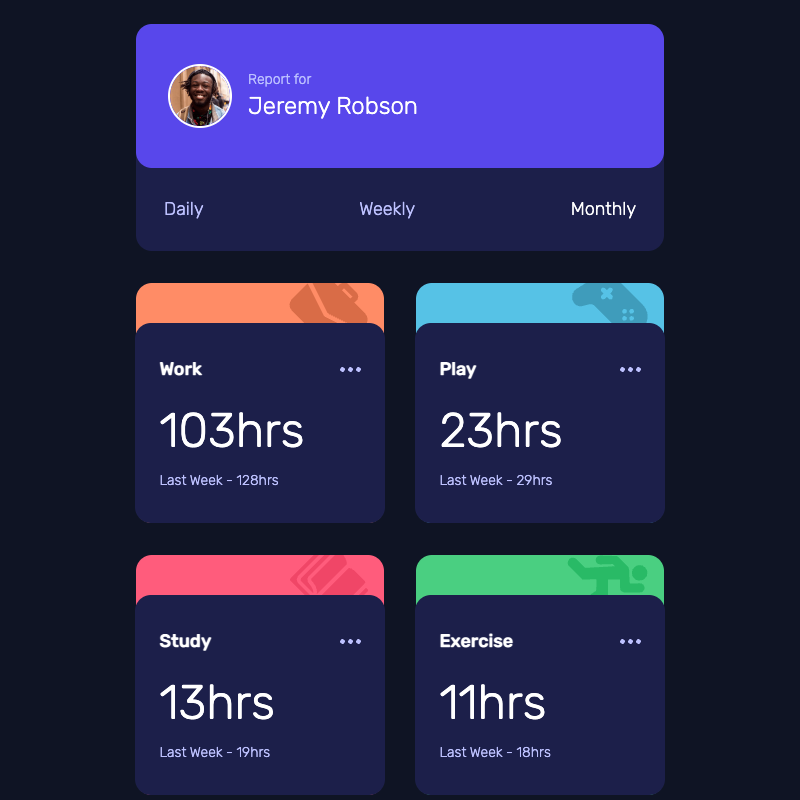 Report for
Jeremy Robson
Daily Weekly Monthly
Work
103hrs
Last Week - 128hrs
Play
23hrs
Last Week - 29hrs
Study
13hrs
Last Week - 19hrs
Exercise
11hrs
Last Week - 18hrs